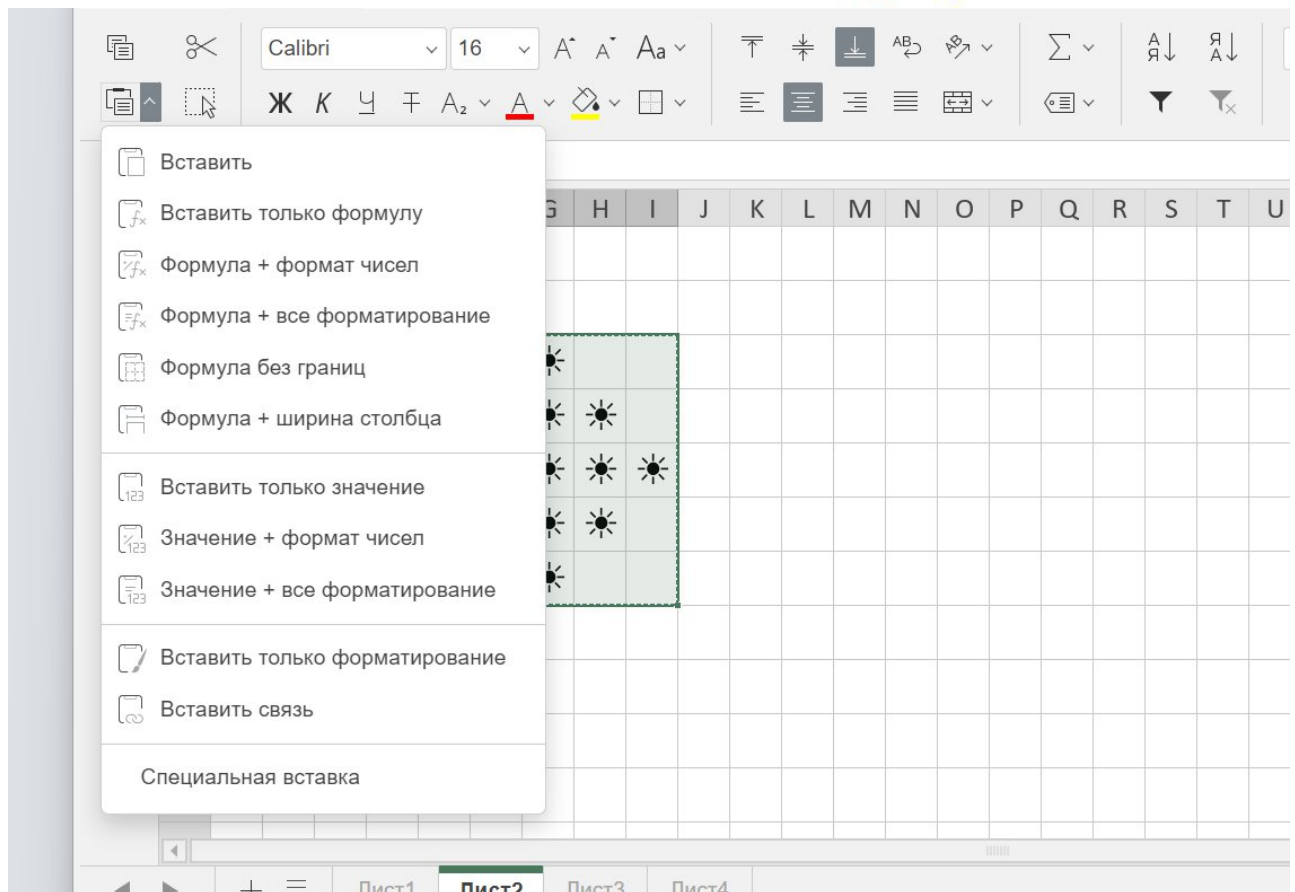 Calibri 16 Aa
Ж К Ч Т A₂ A
Вставить
Вставить только формулу
Формула + формат чисел
Формула + все форматирование
Формула без границ
Формула + ширина столбца
Вставить только значение
Значение + формат чисел
Значение + все форматирование
Вставить только форматирование
Вставить связь
Специальная вставка
G H I J K L M N O P Q R S T U
Лист1 Лист2 Лист3 Лист4